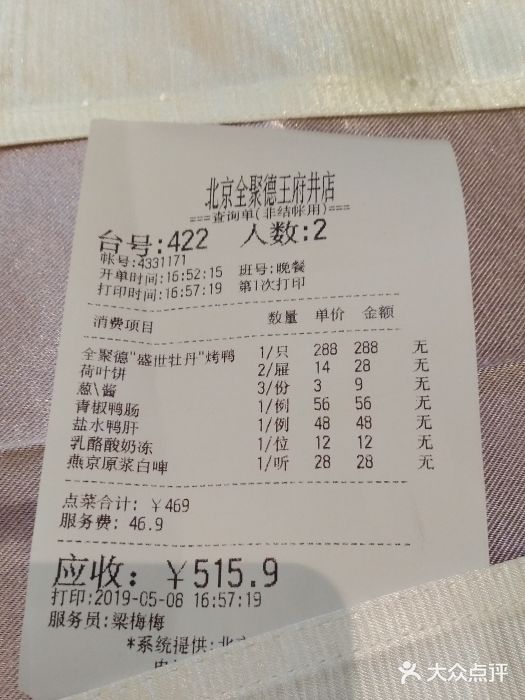 北京全聚德王府井店
===查询单(非结帐用)===
台号:422 人数:2
帐号:4331171
开单时间:16:52:15 班号:晚餐
打印时间:16:57:19 第1次打印
消费项目 数量 单价 金额
全聚德"盛世牡丹"烤鸭 1/只 288 288 无
荷叶饼 2/屉 14 28 无
葱\酱 3/份 3 9 无
青椒鸭肠 1/例 56 56 无
盐水鸭肝 1/例 48 48 无
乳酪酸奶冻 1/位 12 12 无
燕京原浆白啤 1/听 28 28 无
点菜合计: ￥469
服务费: 46.9
应收: ￥515.9
打印:2019-05-08 16:57:19
服务员:梁梅梅
*系统提供:北
大众点评